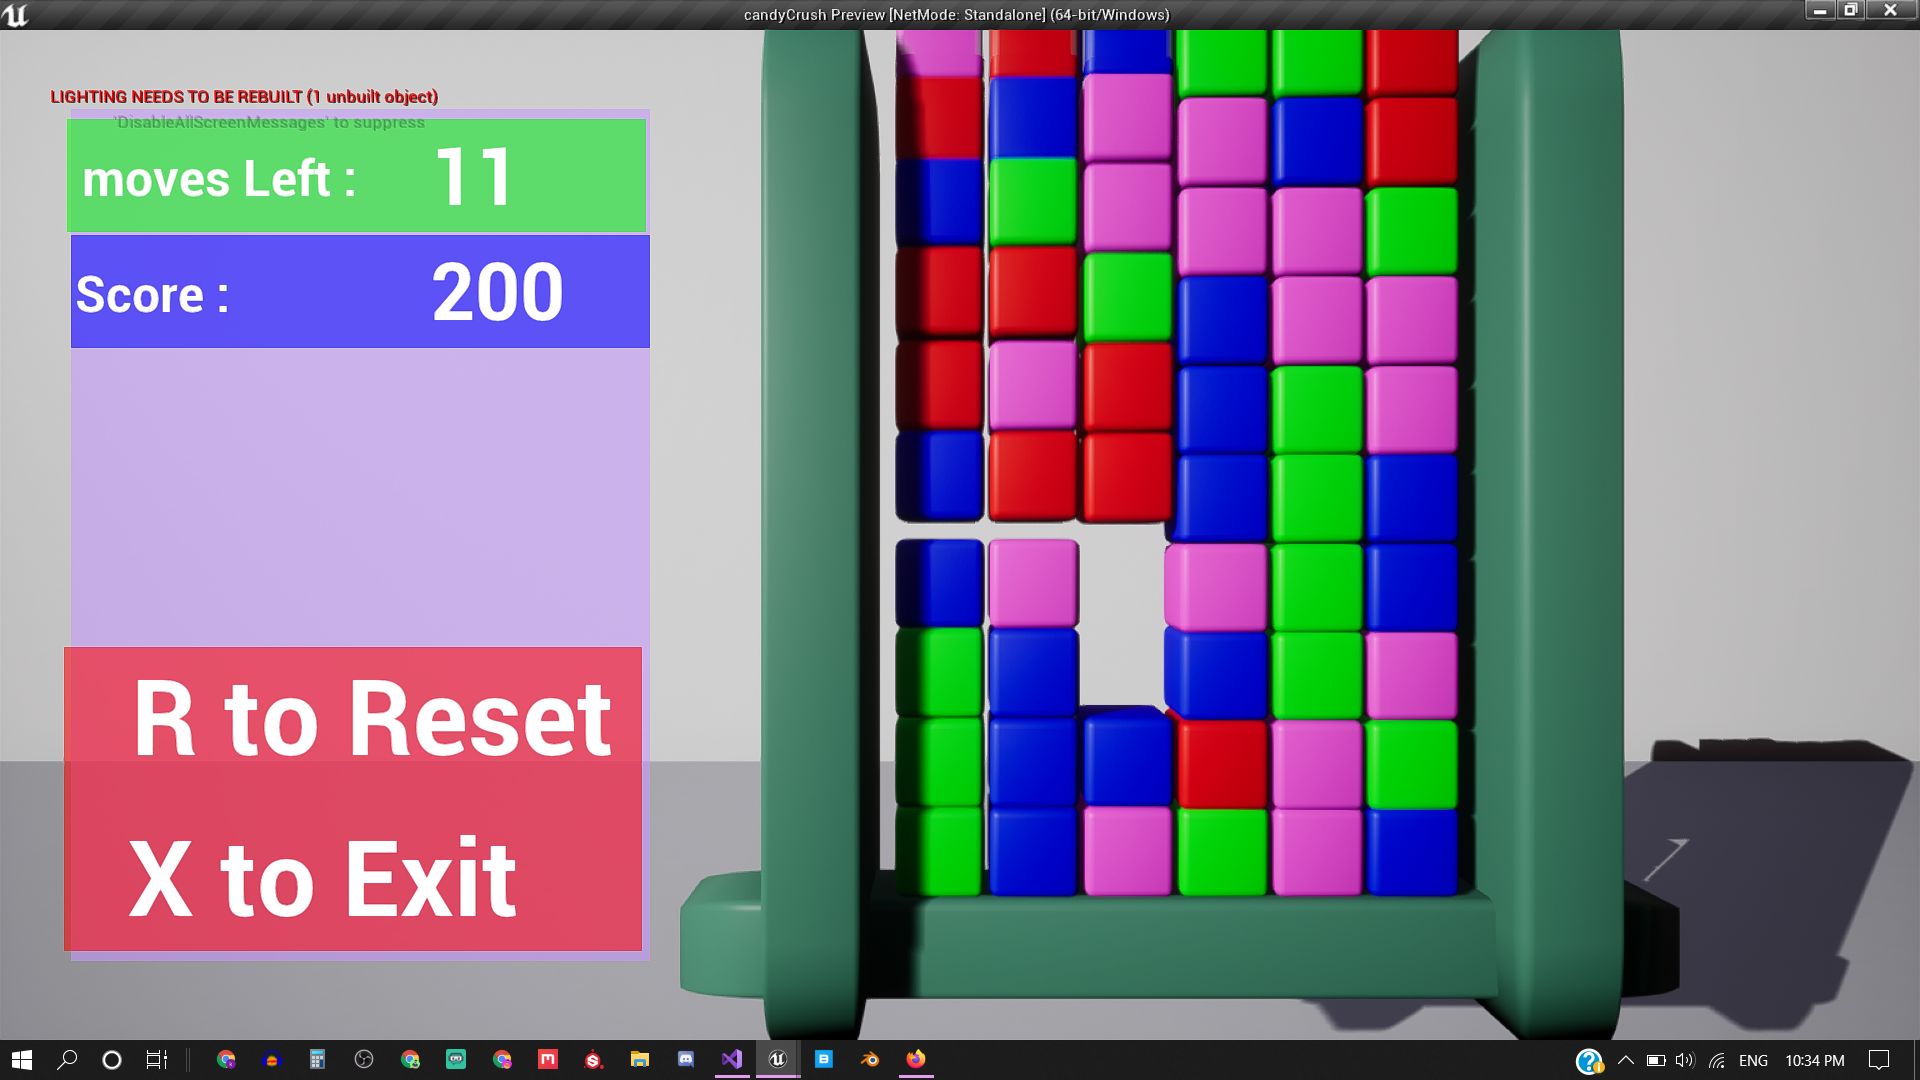 candyCrush Preview [NetMode: Standalone] (64-bit/Windows)
LIGHTING NEEDS TO BE REBUILT (1 unbuilt object)
'DisableAllScreenMessages' to suppress
moves Left : 11
Score : 200
R to Reset
X to Exit
ENG 10:34 PM